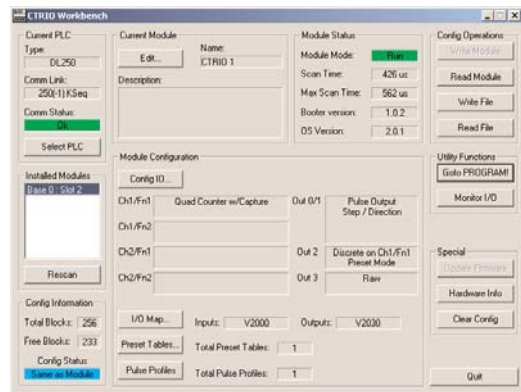 CTRIO Workbench
Current PLC
Type:
DL250
Comm Link:
250(-1) KSeq
Comm Status:
Ok
Select PLC
Installed Modules
Base 0 : Slot 2
Rescan
Config Information
Total Blocks: 256
Free Blocks: 233
Config Status
Same as Module
Current Module
Edit...
Name:
CTRIO 1
Description:
Module Status
Module Mode: Run
Scan Time: 426 us
Max Scan Time: 562 us
Booter version: 1.0.2
OS Version: 2.0.1
Module Configuration
Config IO...
Ch1/Fn1 Quad Counter w/Capture
Ch1/Fn2
Ch2/Fn1
Ch2/Fn2
Out 0/1 Pulse Output
Step / Direction
Out 2 Discrete on Ch1/Fn1
Preset Mode
Out 3 Raw
I/O Map... Inputs: V2000 Outputs: V2030
Preset Tables... Total Preset Tables: 1
Pulse Profiles Total Pulse Profiles: 1
Config Operations
Write Module
Read Module
Write File
Read File
Utility Functions
Goto PROGRAM!
Monitor I/O
Special
Update Firmware
Hardware Info
Clear Config
Quit